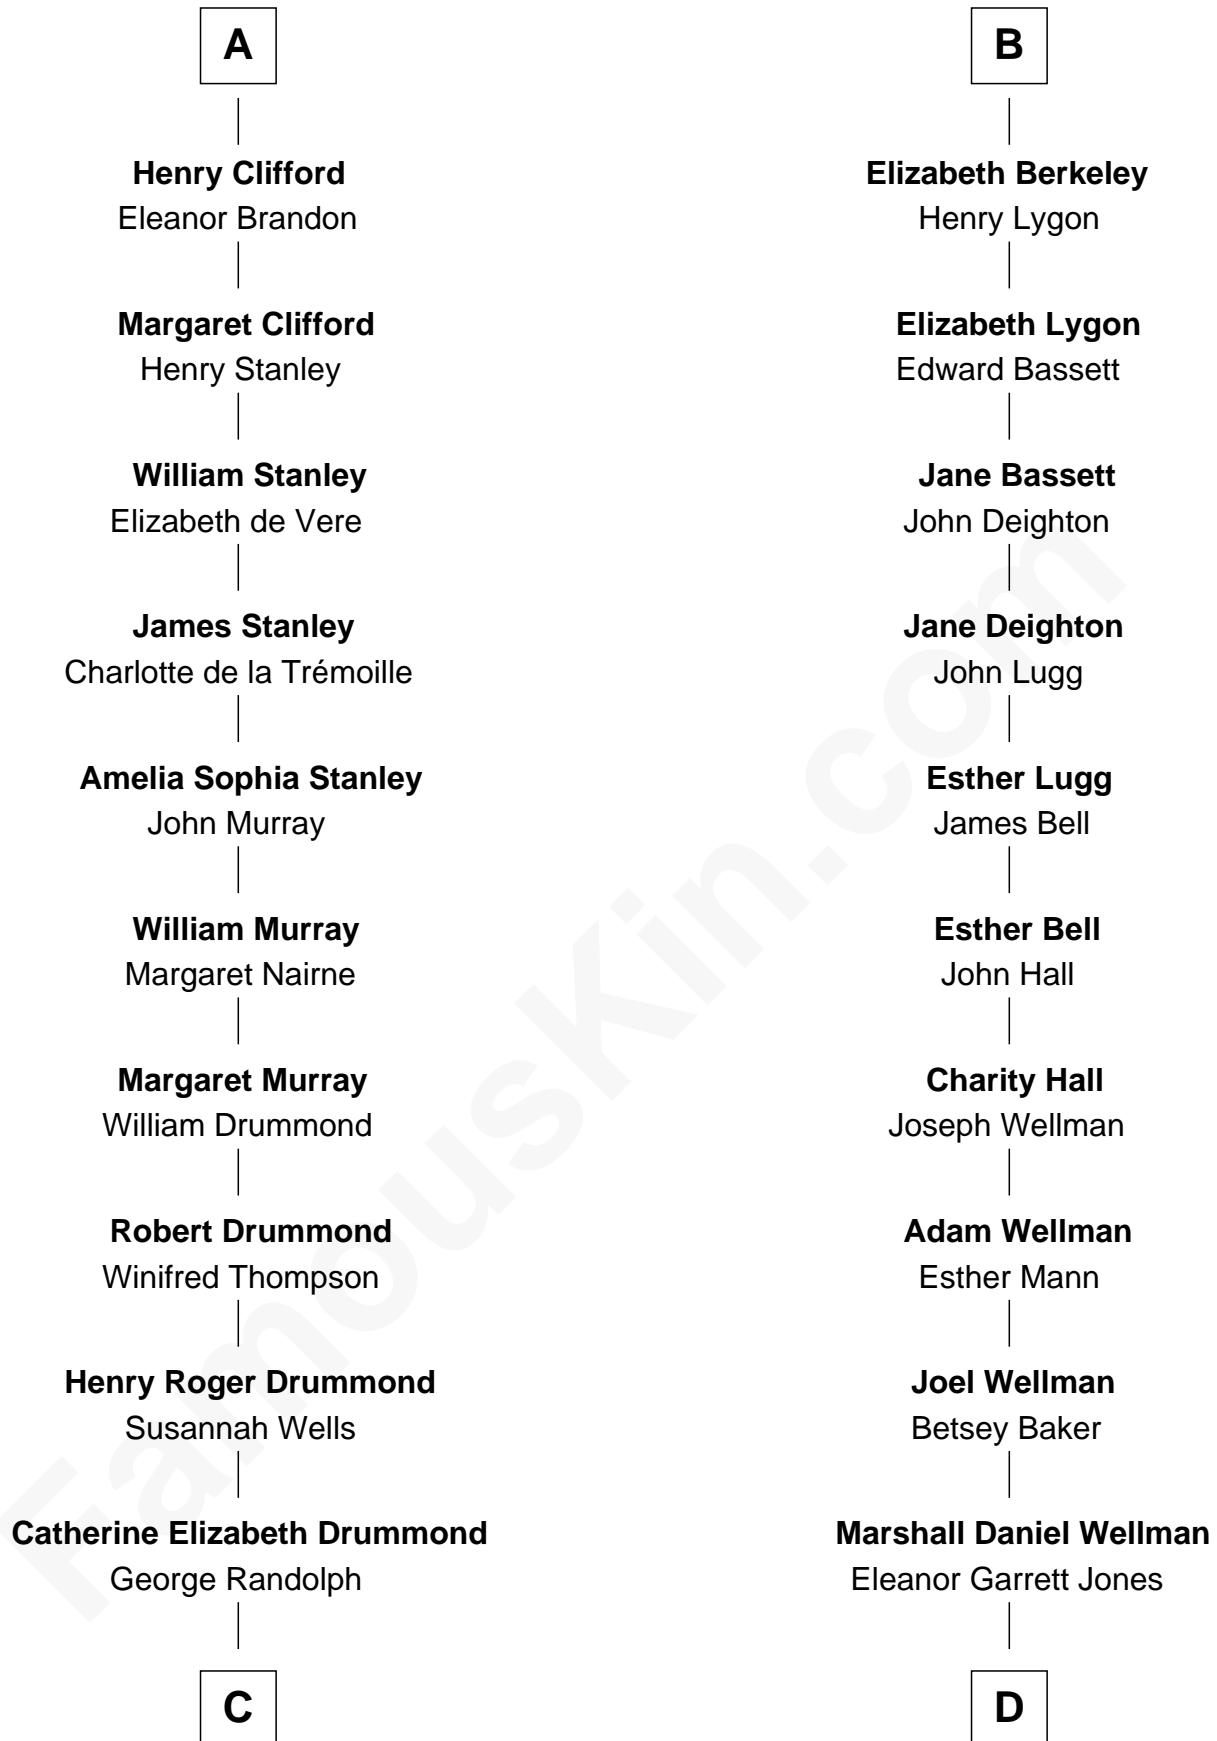 A
Henry Clifford
Eleanor Brandon
Margaret Clifford
Henry Stanley
William Stanley
Elizabeth de Vere
James Stanley
Charlotte de la Trémoille
Amelia Sophia Stanley
John Murray
William Murray
Margaret Nairne
Margaret Murray
William Drummond
Robert Drummond
Winifred Thompson
Henry Roger Drummond
Susannah Wells
Catherine Elizabeth Drummond
George Randolph
C
B
Elizabeth Berkeley
Henry Lygon
Elizabeth Lygon
Edward Bassett
Jane Bassett
John Deighton
Jane Deighton
John Lugg
Esther Lugg
James Bell
Esther Bell
John Hall
Charity Hall
Joseph Wellman
Adam Wellman
Esther Mann
Joel Wellman
Betsey Baker
Marshall Daniel Wellman
Eleanor Garrett Jones
D
FamousKin.com